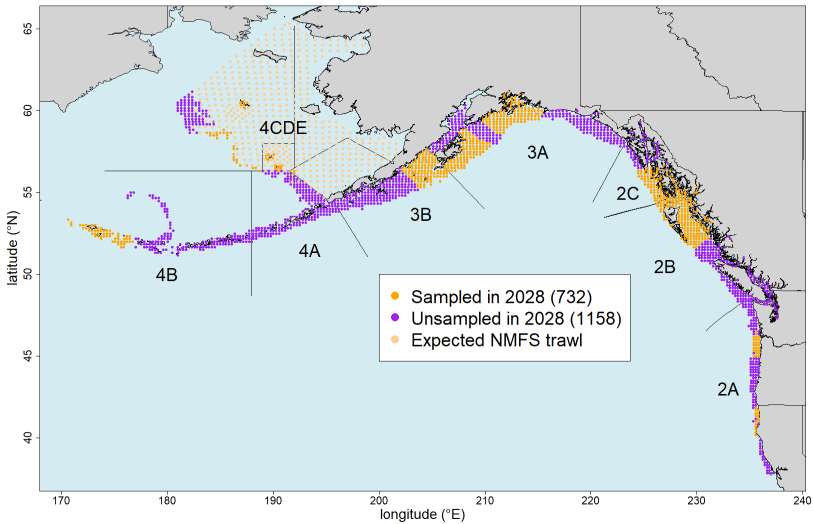 65
60
55
50
45
40
latitude (°N)
4CDE
3A
2C
3B
4A
2B
4B
Sampled in 2028 (732)
Unsampled in 2028 (1158)
Expected NMFS trawl
2A
170 180 190 200 210 220 230 240
longitude (°E)